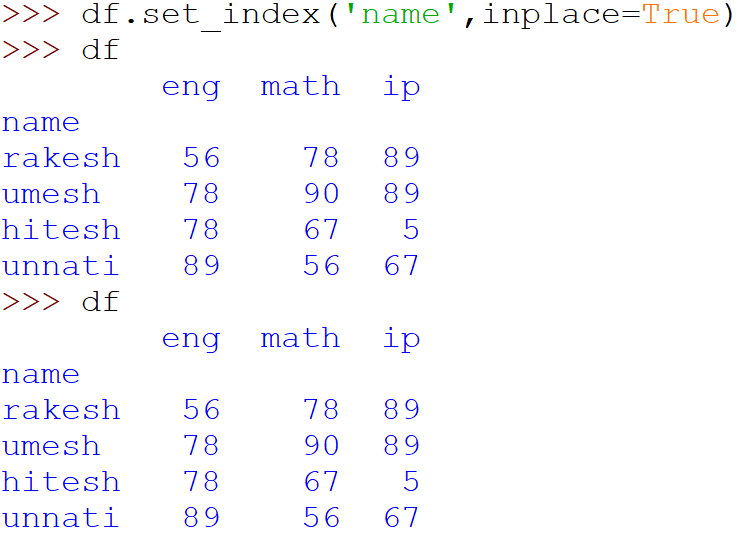 >>> df.set_index('name',inplace=True)
>>> df
        eng  math  ip
name
rakesh   56    78  89
umesh    78    90  89
hitesh   78    67   5
unnati   89    56  67
>>> df
        eng  math  ip
name
rakesh   56    78  89
umesh    78    90  89
hitesh   78    67   5
unnati   89    56  67